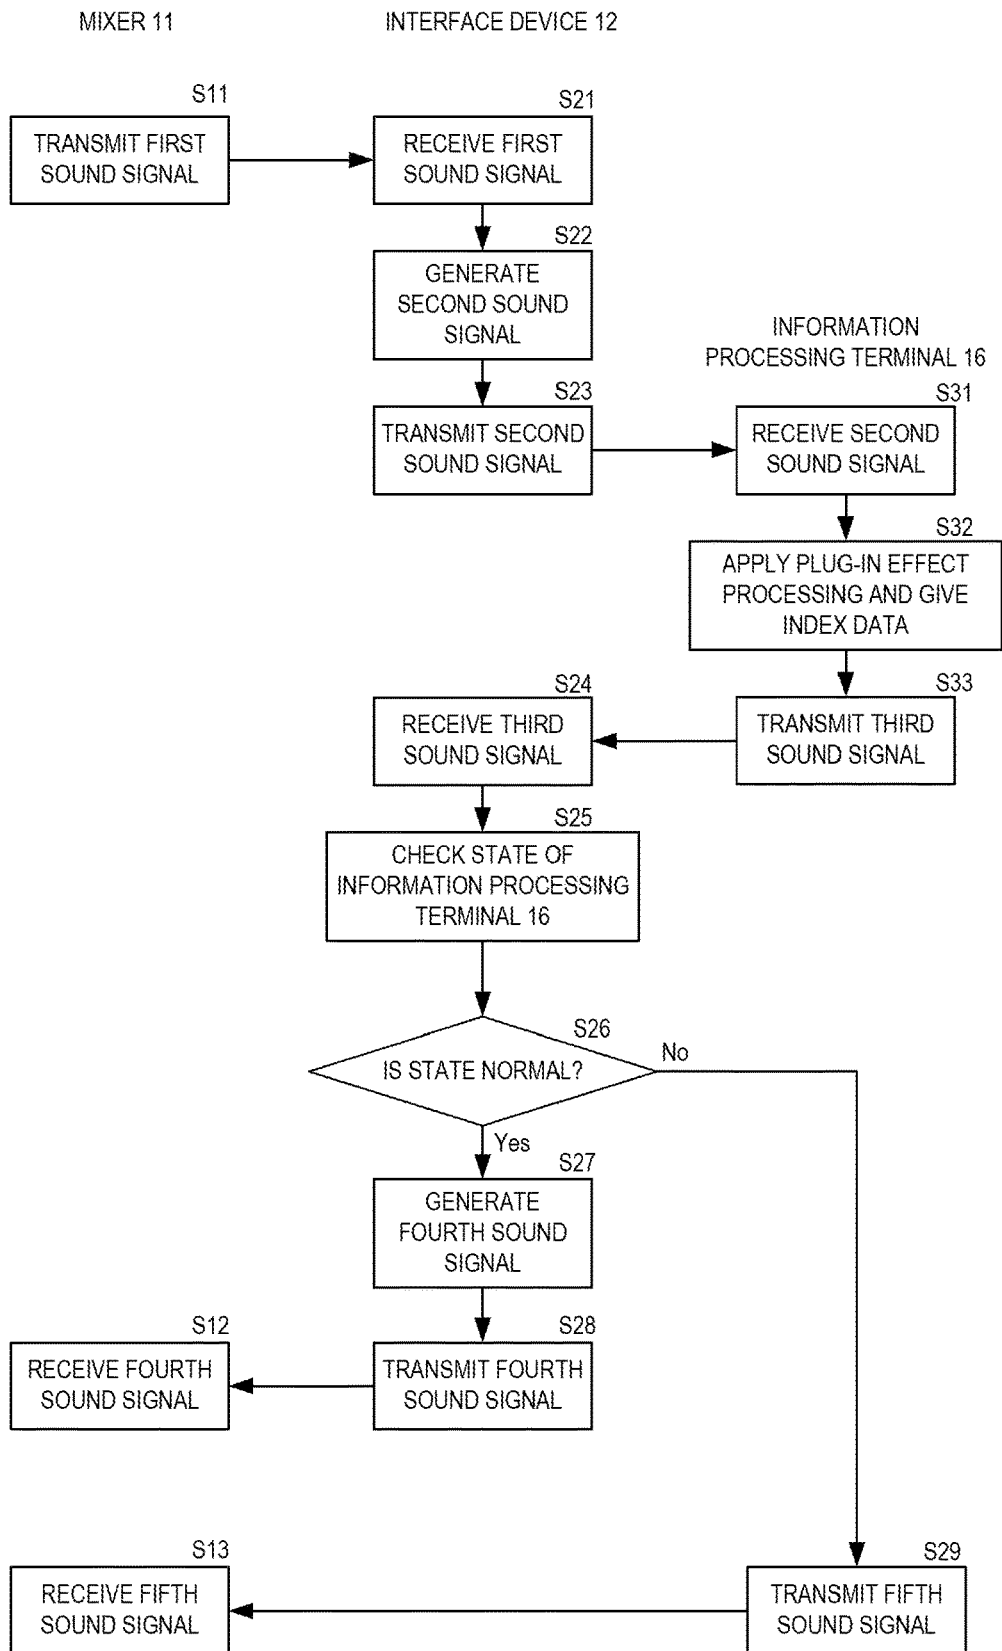 MIXER 11
INTERFACE DEVICE 12
S11
S21
TRANSMIT FIRST
SOUND SIGNAL
RECEIVE FIRST
SOUND SIGNAL
S22
GENERATE
SECOND SOUND
SIGNAL
INFORMATION
PROCESSING TERMINAL 16
S23
S31
TRANSMIT SECOND
SOUND SIGNAL
RECEIVE SECOND
SOUND SIGNAL
S32
APPLY PLUG-IN EFFECT
PROCESSING AND GIVE
INDEX DATA
S24
S33
RECEIVE THIRD
SOUND SIGNAL
TRANSMIT THIRD
SOUND SIGNAL
S25
CHECK STATE OF
INFORMATION PROCESSING
TERMINAL 16
S26
IS STATE NORMAL?
No
Yes
S27
GENERATE
FOURTH SOUND
SIGNAL
S12
S28
RECEIVE FOURTH
SOUND SIGNAL
TRANSMIT FOURTH
SOUND SIGNAL
S13
S29
RECEIVE FIFTH
SOUND SIGNAL
TRANSMIT FIFTH
SOUND SIGNAL